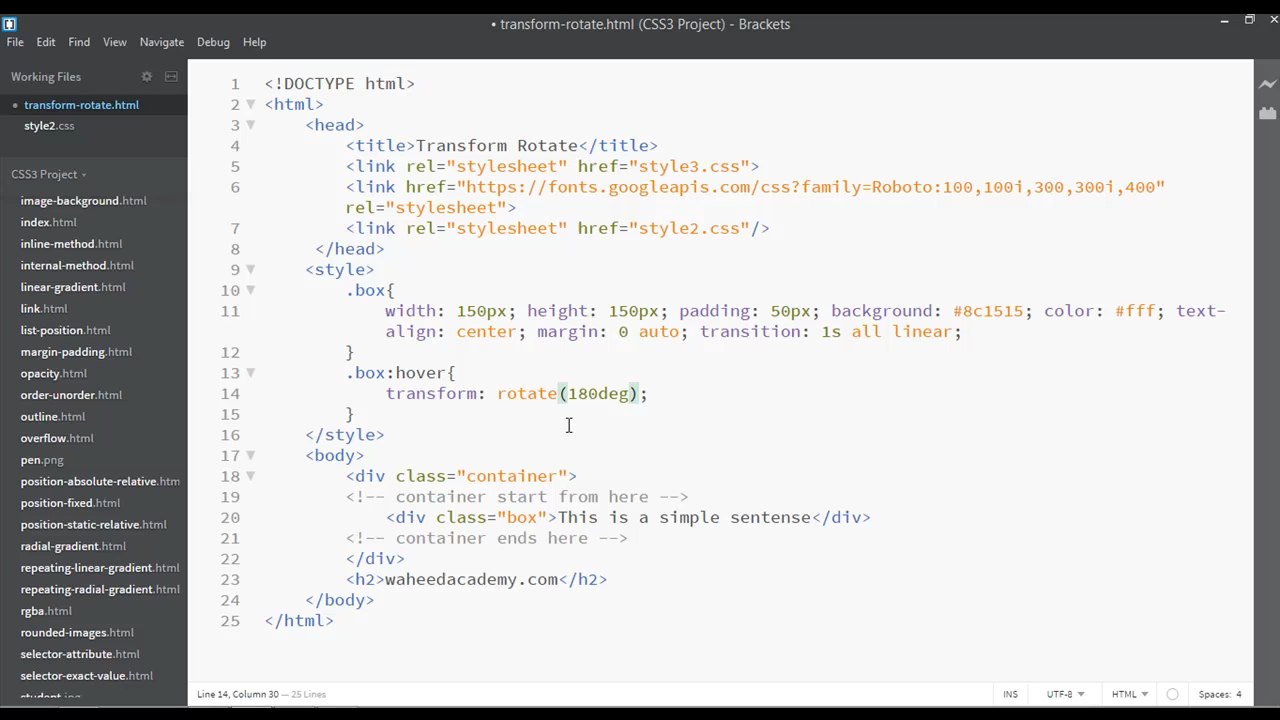 • transform-rotate.html (CSS3 Project) - Brackets
File Edit Find View Navigate Debug Help
Working Files
• transform-rotate.html
style2.css
CSS3 Project
image-background.html
index.html
inline-method.html
internal-method.html
linear-gradient.html
link.html
list-position.html
margin-padding.html
opacity.html
order-unorder.html
outline.html
overflow.html
pen.png
position-absolute-relative.htm
position-fixed.html
position-static-relative.html
radial-gradient.html
repeating-linear-gradient.html
repeating-radial-gradient.html
rgba.html
rounded-images.html
selector-attribute.html
selector-exact-value.html
student.jpg
1 <!DOCTYPE html>
2 <html>
3 <head>
4 <title>Transform Rotate</title>
5 <link rel="stylesheet" href="style3.css">
6 <link href="https://fonts.googleapis.com/css?family=Roboto:100,100i,300,300i,400"
rel="stylesheet">
7 <link rel="stylesheet" href="style2.css"/>
8 </head>
9 <style>
10 .box{
11 width: 150px; height: 150px; padding: 50px; background: #8c1515; color: #fff; text-
align: center; margin: 0 auto; transition: 1s all linear;
12 }
13 .box:hover{
14 transform: rotate(180deg);
15 }
16 </style>
17 <body>
18 <div class="container">
19 <!-- container start from here -->
20 <div class="box">This is a simple sentense</div>
21 <!-- container ends here -->
22 </div>
23 <h2>waheedacademy.com</h2>
24 </body>
25 </html>
Line 14, Column 30 — 25 Lines
INS UTF-8 HTML Spaces: 4